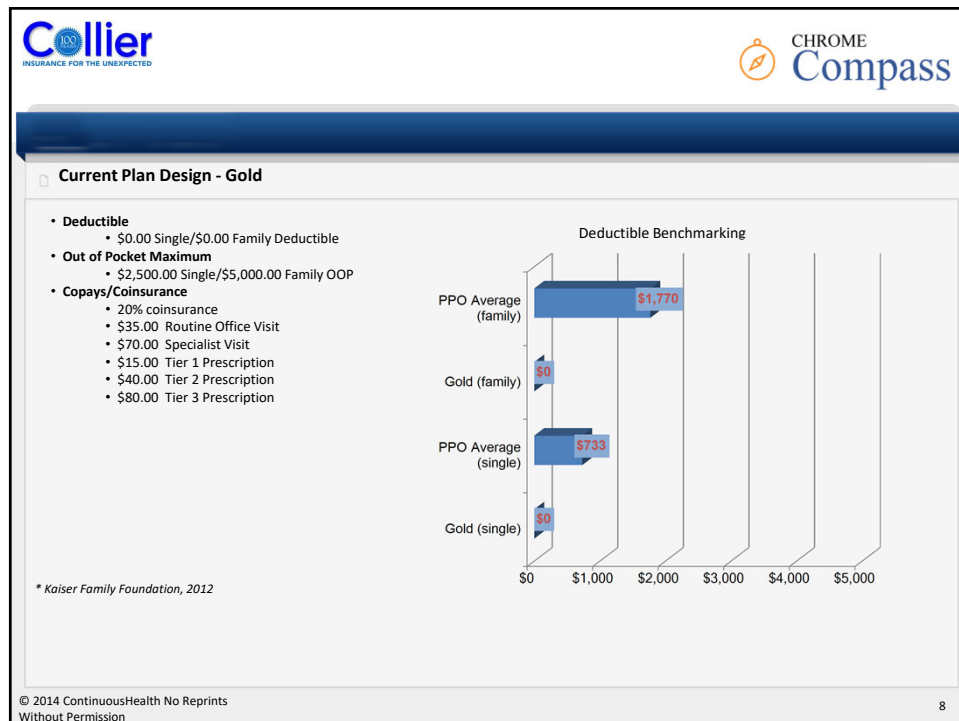 Collier
100
YEARS
INSURANCE FOR THE UNEXPECTED
CHROME
Compass
Current Plan Design - Gold
• Deductible
• $0.00 Single/$0.00 Family Deductible
• Out of Pocket Maximum
• $2,500.00 Single/$5,000.00 Family OOP
• Copays/Coinsurance
• 20% coinsurance
• $35.00 Routine Office Visit
• $70.00 Specialist Visit
• $15.00 Tier 1 Prescription
• $40.00 Tier 2 Prescription
• $80.00 Tier 3 Prescription
* Kaiser Family Foundation, 2012
Deductible Benchmarking
PPO Average
(family)
$1,770
Gold (family)
$0
PPO Average
(single)
$733
Gold (single)
$0
$0 $1,000 $2,000 $3,000 $4,000 $5,000
© 2014 ContinuousHealth No Reprints
Without Permission
8